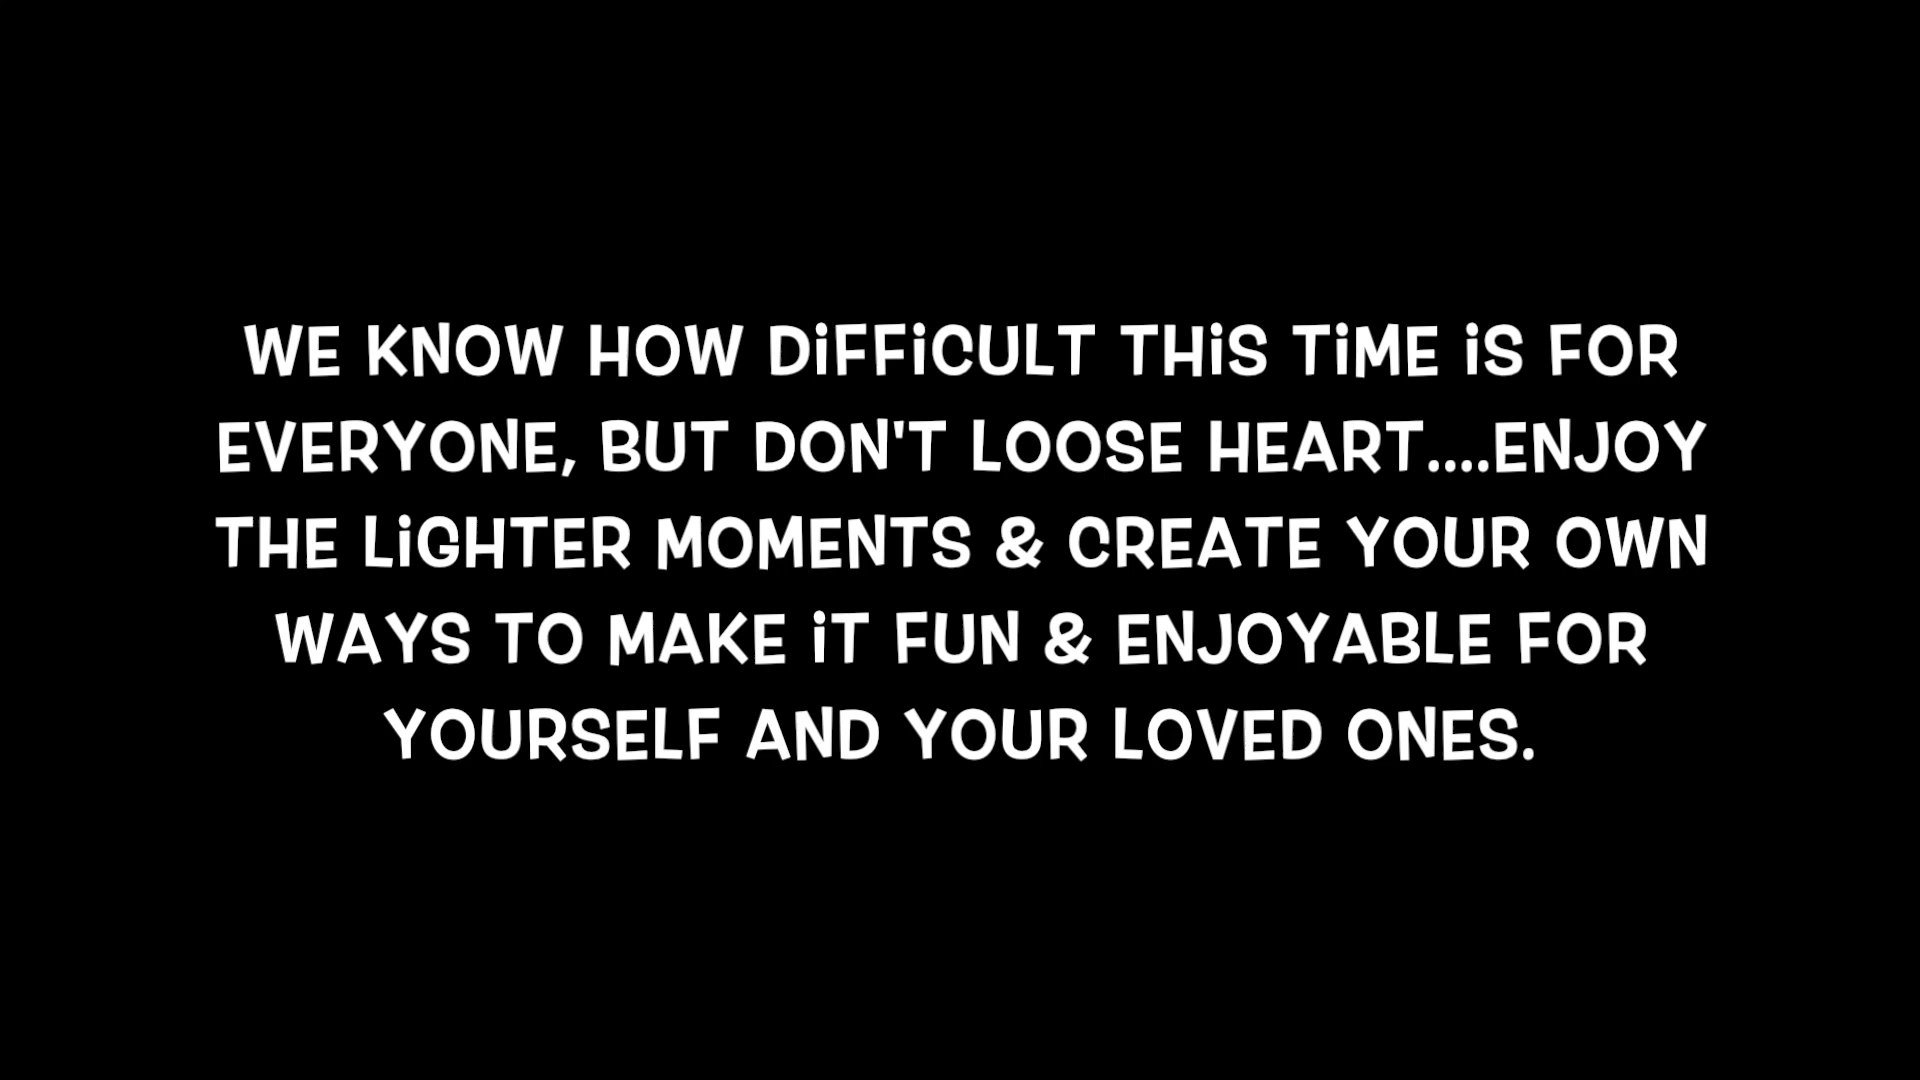 WE KNOW HOW DiFFiCULT THiS TiME iS FOR
EVERYONE, BUT DON'T LOOSE HEART....ENJOY
THE LiGHTER MOMENTS & CREATE YOUR OWN
WAYS TO MAKE iT FUN & ENJOYABLE FOR
YOURSELF AND YOUR LOVED ONES.